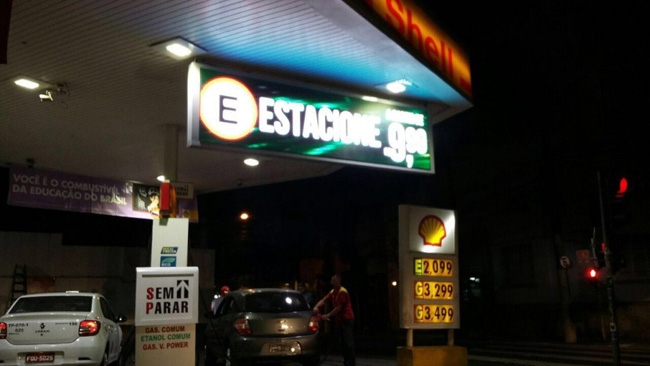 Shell
E ESTACIONE 9,90
VOCÊ É O COMBUSTÍVEL
DA EDUCAÇÃO DO BRASIL
E 2,099
G 3,299
G 3,499
SEM
PARAR
GAS. COMUM
ETANOL COMUM
GAS. V. POWER